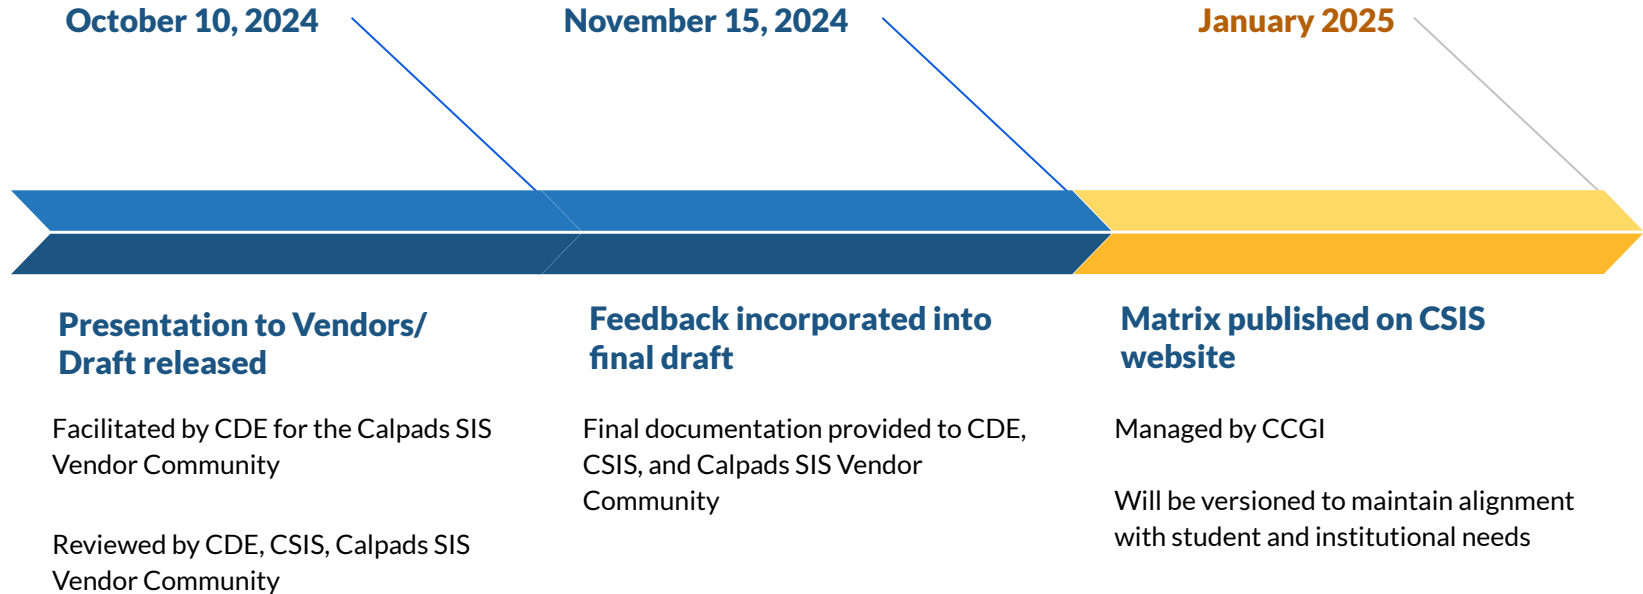 October 10, 2024
November 15, 2024
January 2025
Presentation to Vendors/
Draft released
Facilitated by CDE for the Calpads SIS
Vendor Community
Reviewed by CDE, CSIS, Calpads SIS
Vendor Community
Feedback incorporated into
final draft
Final documentation provided to CDE,
CSIS, and Calpads SIS Vendor
Community
Matrix published on CSIS
website
Managed by CCGI
Will be versioned to maintain alignment
with student and institutional needs